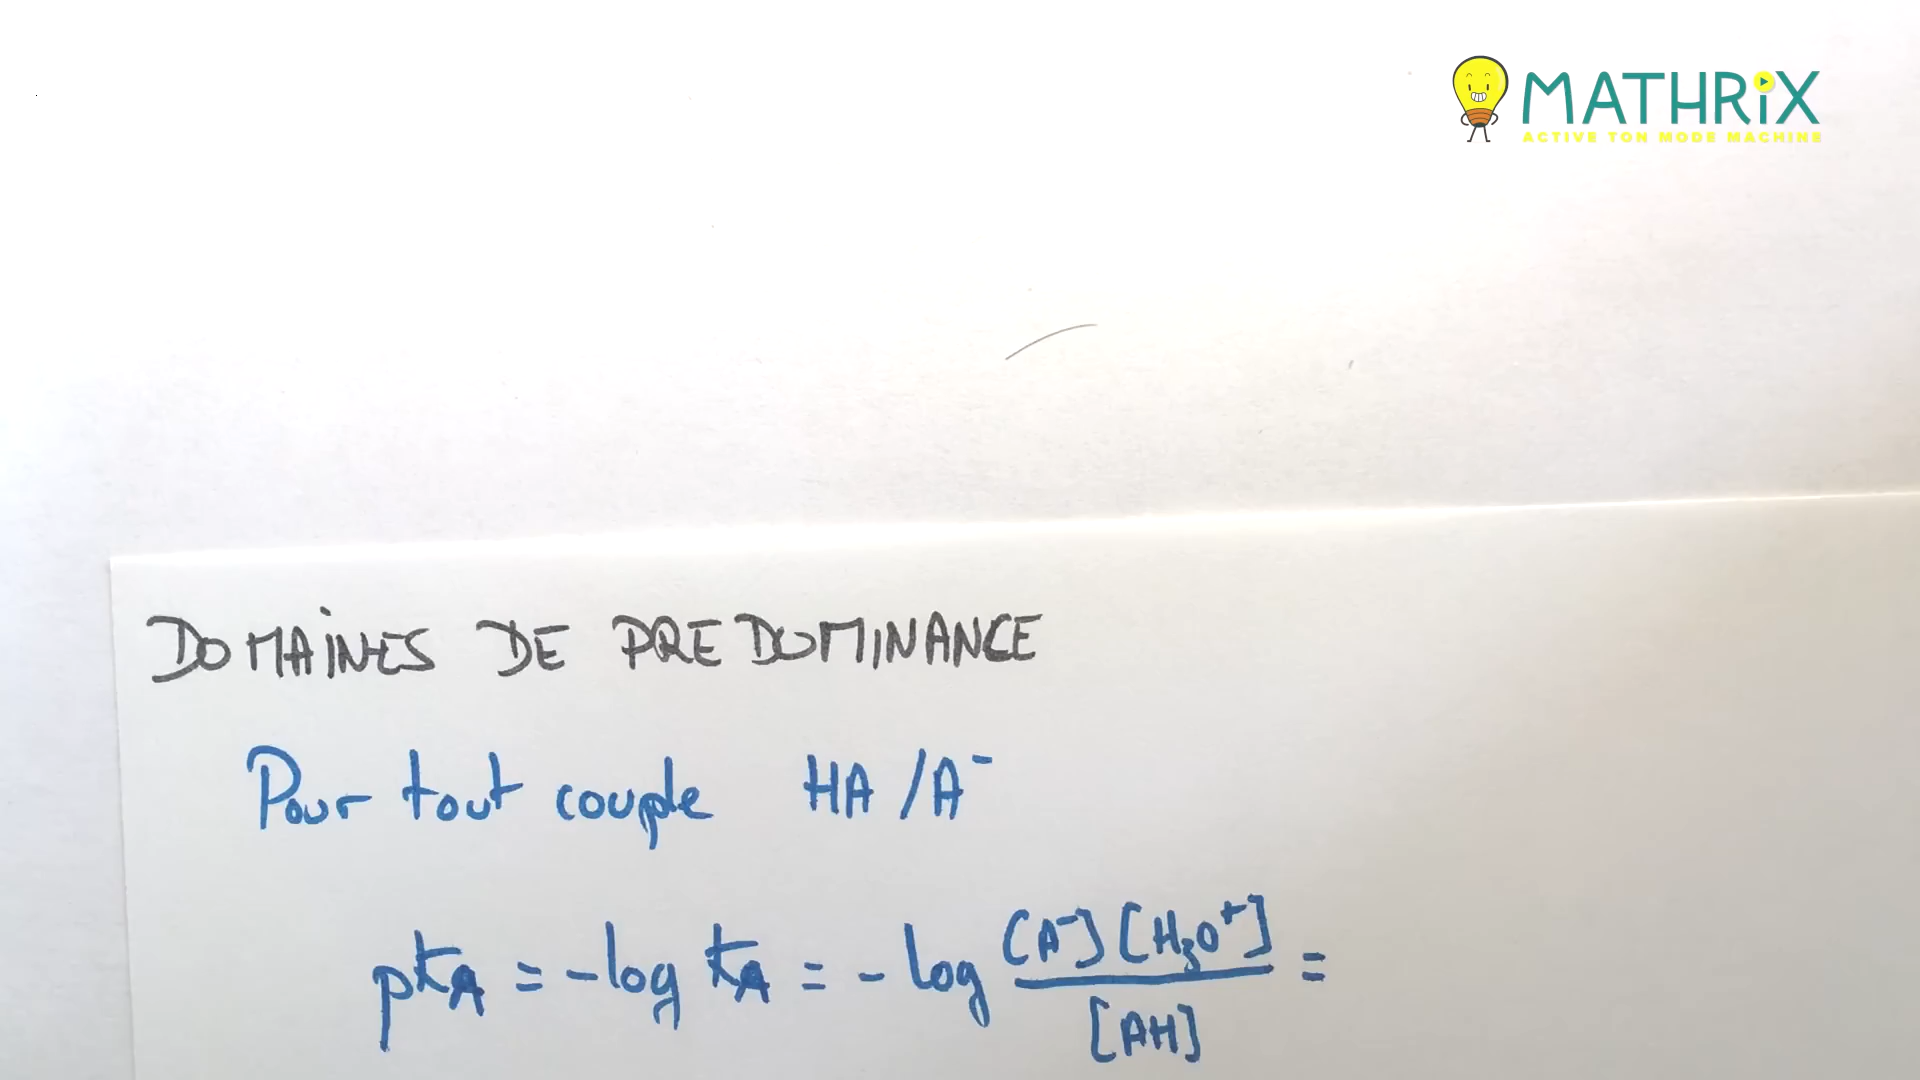 MATHRiX
ACTIVE TON MODE MACHINE
DOMAiNES DE PREDOMINANCE
Pour tout couple HA/A⁻
pKA = -log KA = - log [A⁻][H₃O⁺] / [AH] =